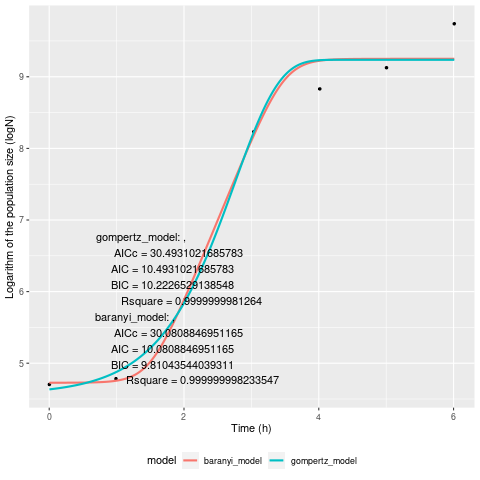 Logarithm of the population size (logN)
9
8
7
6
5
gompertz_model: ,
AICc = 30.4931021685783
AIC = 10.4931021685783
BIC = 10.2226529138548
Rsquare = 0.9999999981264
baranyi_model: ,
AICc = 30.0808846951165
AIC = 10.0808846951165
BIC = 9.81043544039311
Rsquare = 0.999999998233547
0 2 4 6
Time (h)
model baranyi_model gompertz_model